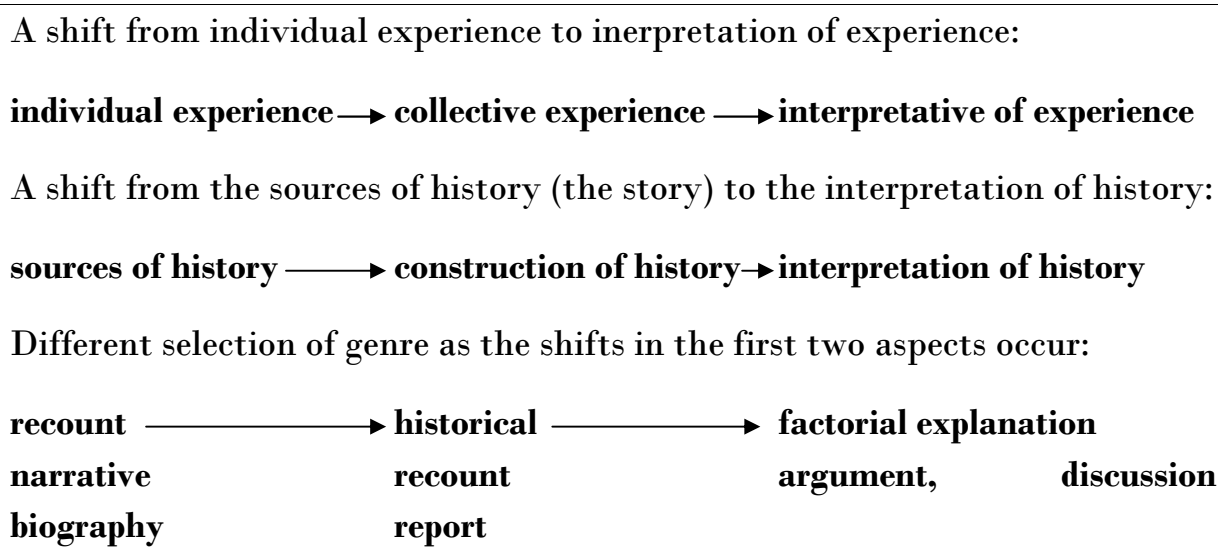 A shift from individual experience to inerpretation of experience:
individual experience → collective experience → interpretative of experience
A shift from the sources of history (the story) to the interpretation of history:
sources of history → construction of history → interpretation of history
Different selection of genre as the shifts in the first two aspects occur:
recount → historical → factorial explanation
narrative recount argument, discussion
biography report